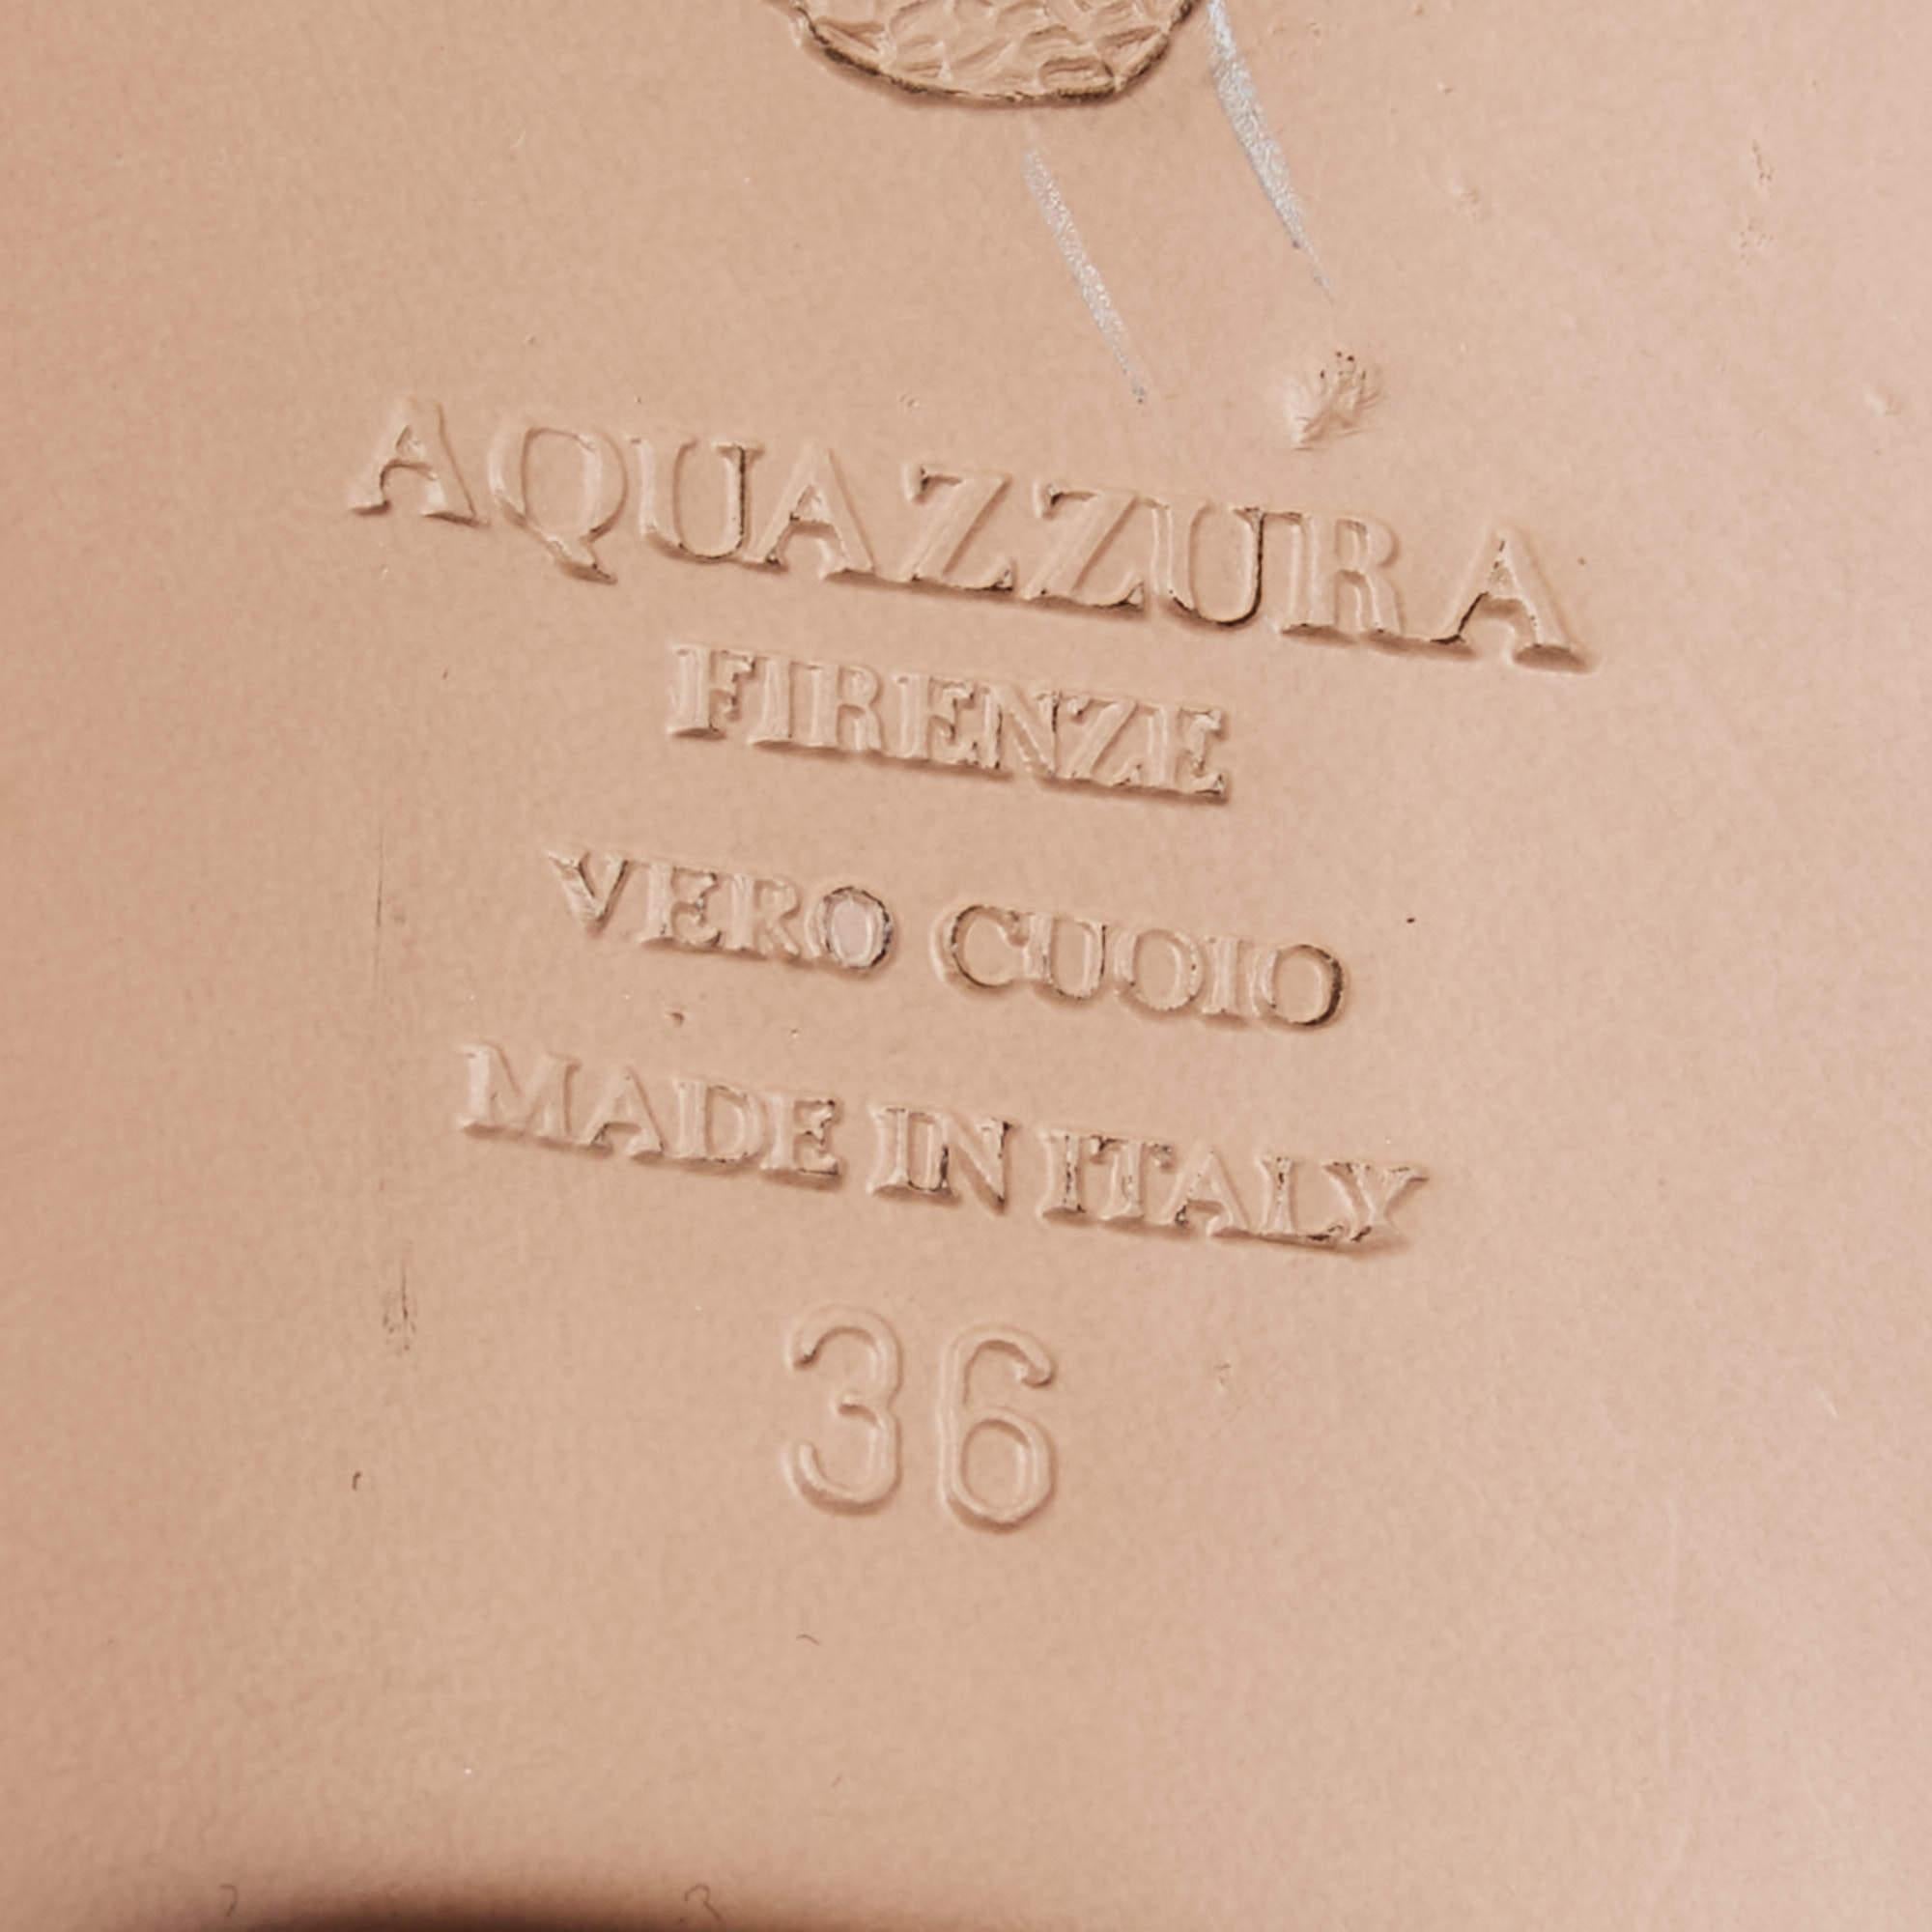 AQUAZZURA
FIRENZE
VERO CUOIO
MADE IN ITALY
36